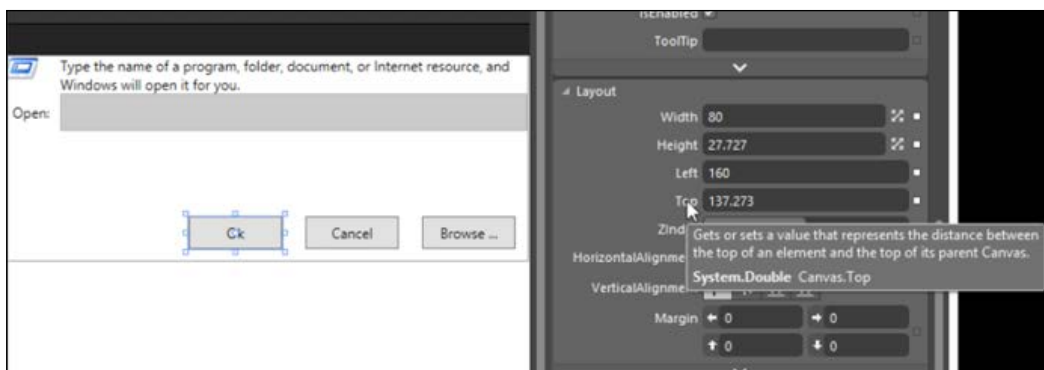 IsEnabled
ToolTip
Type the name of a program, folder, document, or Internet resource, and
Windows will open it for you.
Open:
Ok
Cancel
Browse ...
Layout
Width 80
Height 27.727
Left 160
Top 137.273
Gets or sets a value that represents the distance between
the top of an element and the top of its parent Canvas.
System.Double Canvas.Top
Margin 0 0
0 0